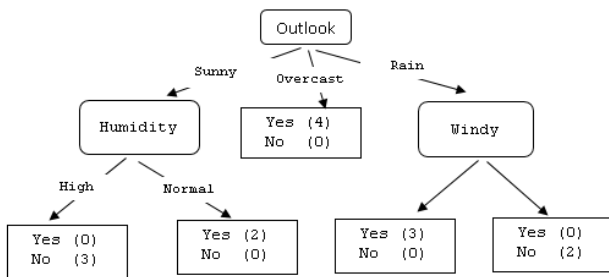 Outlook
Sunny
Overcast
Rain
Humidity
Yes (4)
No (0)
Windy
High
Normal
Yes (0)
No (3)
Yes (2)
No (0)
Yes (3)
No (0)
Yes (0)
No (2)